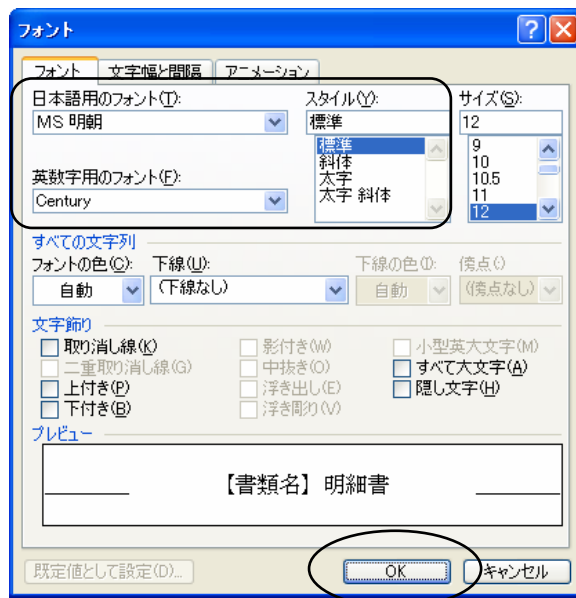 フォント
フォント 文字幅と間隔 アニメーション
日本語用のフォント(T): スタイル(Y): サイズ(S):
MS 明朝 標準 12
標準 9
斜体 10
太字 10.5
太字 斜体 11
12
英数字用のフォント(F):
Century
すべての文字列
フォントの色(C): 下線(U): 下線の色(I): 傍点(・)
自動 (下線なし) 自動 (傍点なし)
文字飾り
取り消し線(K) 影付き(W) 小型英大文字(M)
二重取り消し線(G) 中抜き(O) すべて大文字(A)
上付き(P) 浮き出し(E) 隠し文字(H)
下付き(B) 浮き彫り(V)
プレビュー
【書類名】明細書
既定値として設定(D)... OK キャンセル